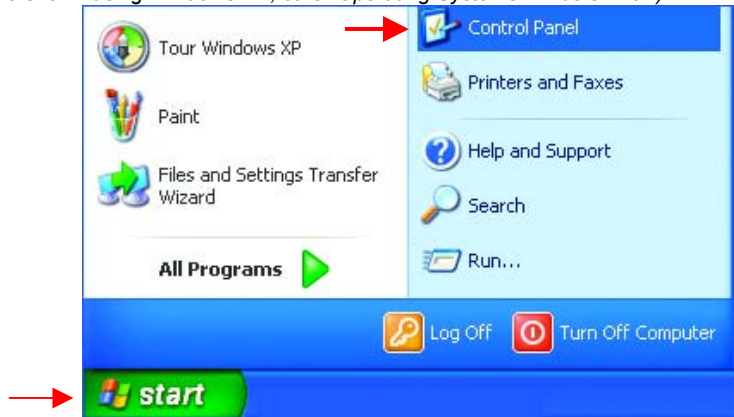 Control Panel
Tour Windows XP
Printers and Faxes
Paint
Help and Support
Files and Settings Transfer
Wizard
Search
All Programs
Run...
Log Off
Turn Off Computer
start